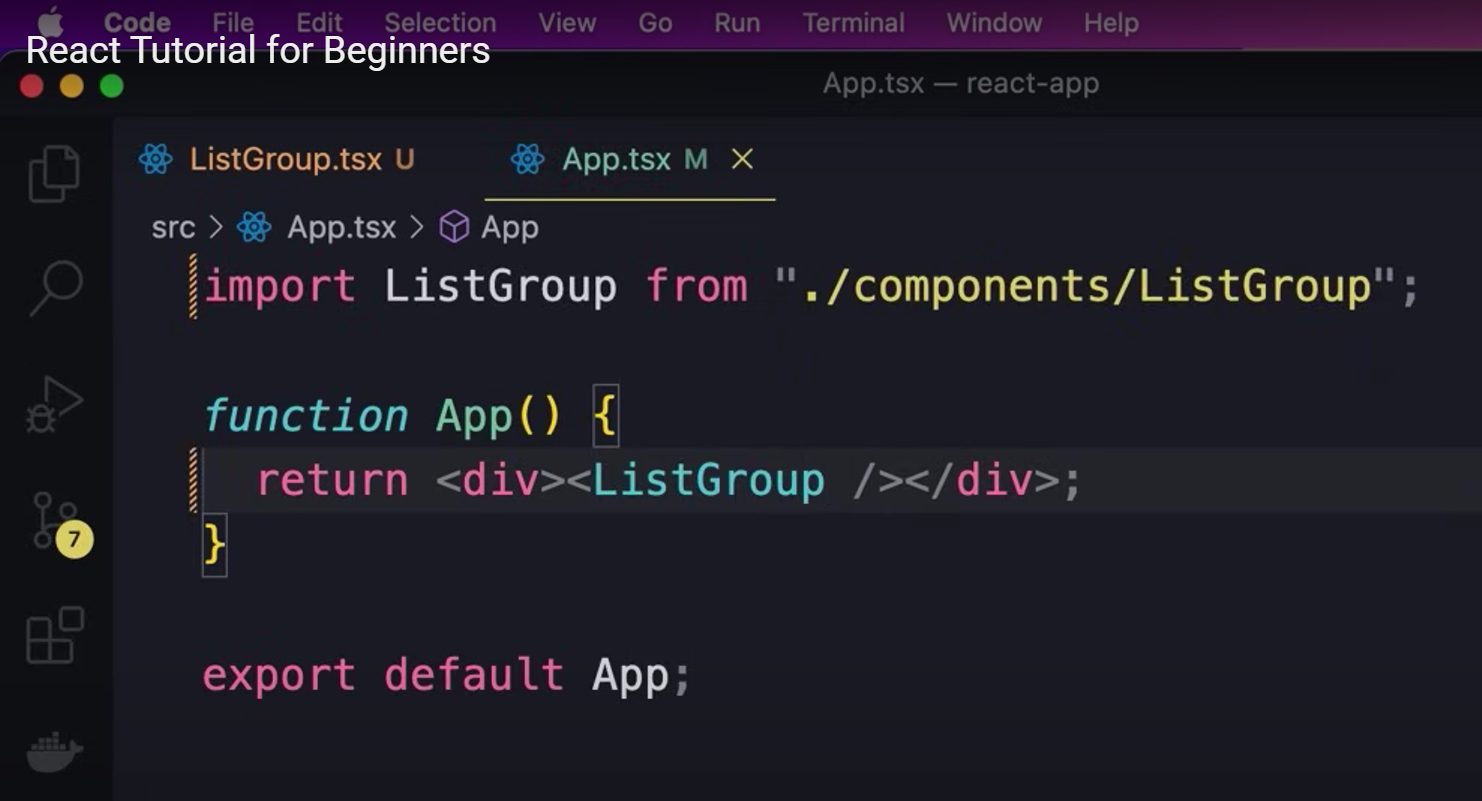 Code File Edit Selection View Go Run Terminal Window Help
React Tutorial for Beginners
App.tsx — react-app
ListGroup.tsx U App.tsx M
src > App.tsx > App
import ListGroup from "./components/ListGroup";
function App() {
return <div><ListGroup /></div>;
}
export default App;
7